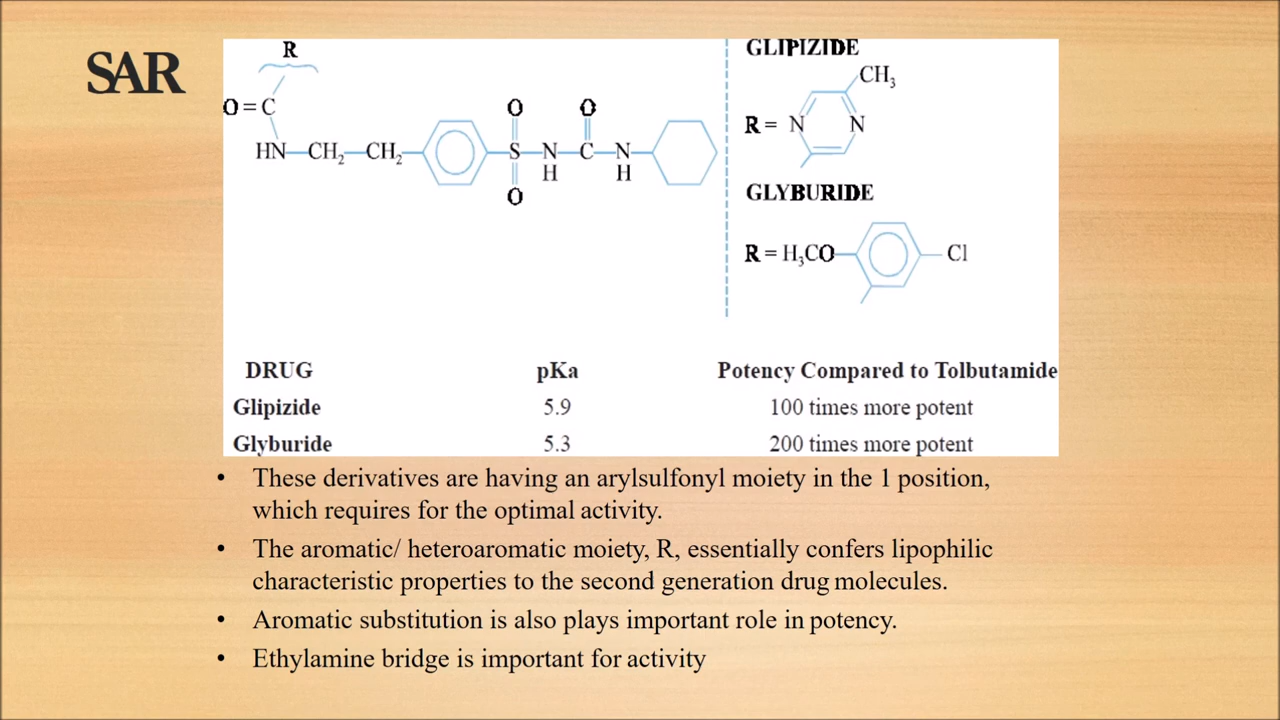 SAR
R
O=C
HN—CH2—CH2
O O
S—N—C—N
H H
O
GLIPIZIDE
CH3
R= N N
GLYBURIDE
R=H3CO Cl
DRUG pKa Potency Compared to Tolbutamide
Glipizide 5.9 100 times more potent
Glyburide 5.3 200 times more potent
• These derivatives are having an arylsulfonyl moiety in the 1 position,
which requires for the optimal activity.
• The aromatic/ heteroaromatic moiety, R, essentially confers lipophilic
characteristic properties to the second generation drug molecules.
• Aromatic substitution is also plays important role in potency.
• Ethylamine bridge is important for activity